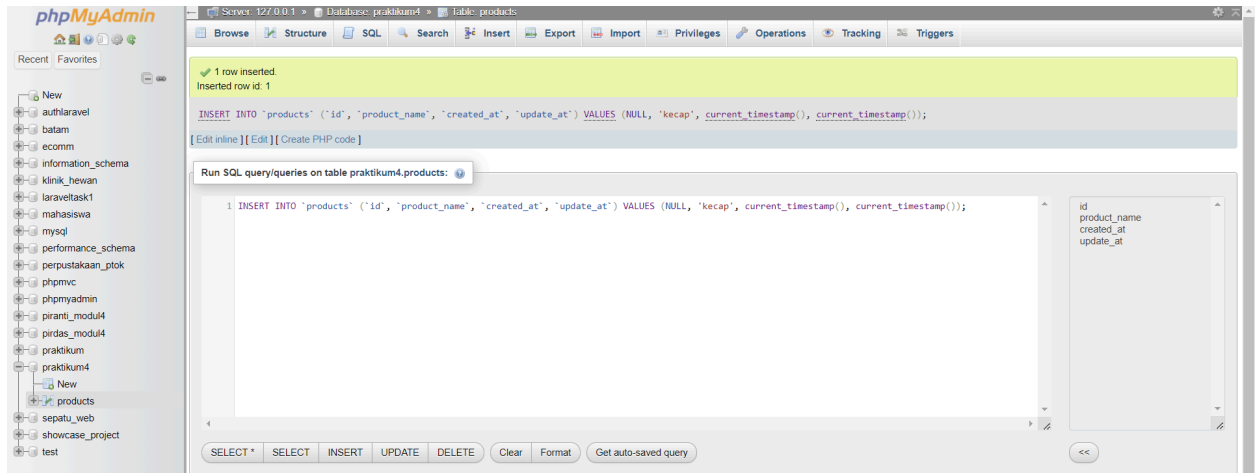 phpMyAdmin
Recent Favorites
New
authlaravel
batam
ecomm
information_schema
klinik_hewan
laraveltask1
mahasiswa
mysql
performance_schema
perpustakaan_ptok
phpmvc
phpmyadmin
piranti_modul4
pirdas_modul4
praktikum
praktikum4
New
products
sepatu_web
showcase_project
test
Server: 127.0.0.1 » Database: praktikum4 » Table: products
Browse Structure SQL Search Insert Export Import Privileges Operations Tracking Triggers
1 row inserted.
Inserted row id: 1
INSERT INTO `products` (`id`, `product_name`, `created_at`, `update_at`) VALUES (NULL, 'kecap', current_timestamp(), current_timestamp());
[ Edit inline ] [ Edit ] [ Create PHP code ]
Run SQL query/queries on table praktikum4.products:
1 INSERT INTO `products` (`id`, `product_name`, `created_at`, `update_at`) VALUES (NULL, 'kecap', current_timestamp(), current_timestamp());
id
product_name
created_at
update_at
SELECT * SELECT INSERT UPDATE DELETE Clear Format Get auto-saved query <<